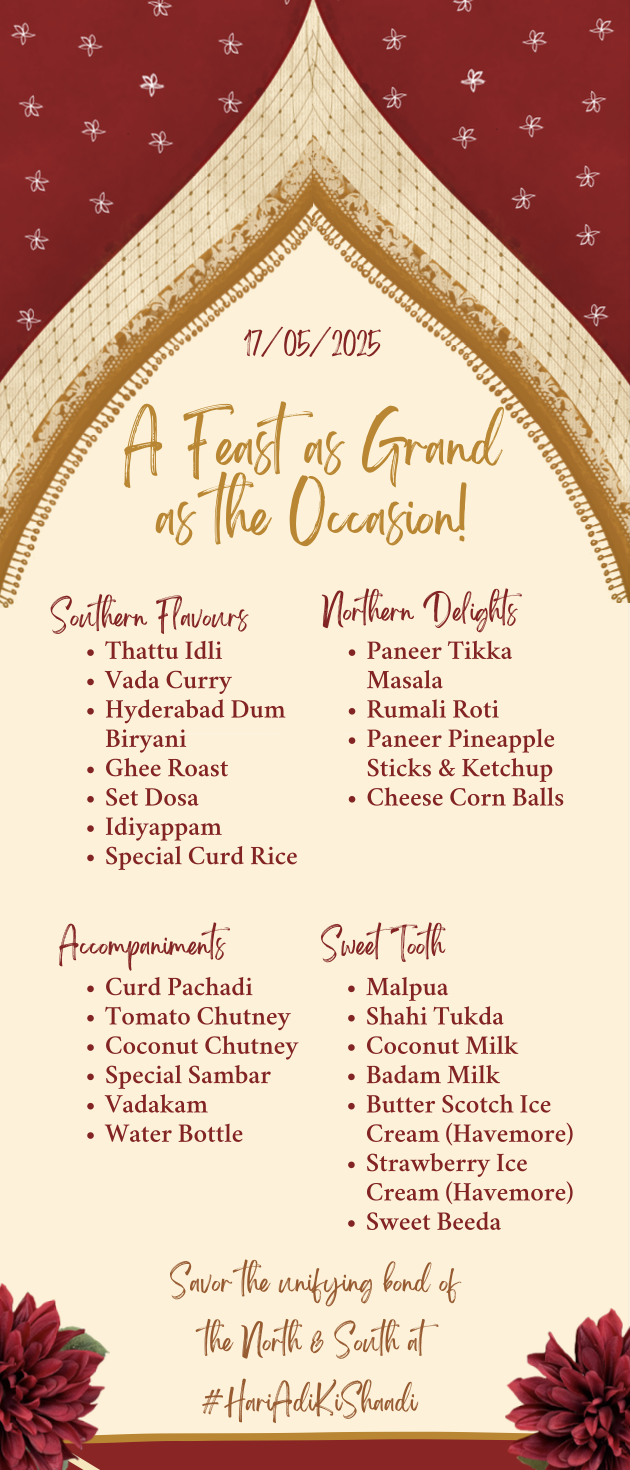 17/05/2025
A Feast as Grand
as the Occasion!
Southern Flavours
Thattu Idli
Vada Curry
Hyderabad Dum
Biryani
Ghee Roast
Set Dosa
Idiyappam
Special Curd Rice
Northern Delights
Paneer Tikka
Masala
Rumali Roti
Paneer Pineapple
Sticks & Ketchup
Cheese Corn Balls
Accompaniments
Curd Pachadi
Tomato Chutney
Coconut Chutney
Special Sambar
Vadakam
Water Bottle
Sweet Tooth
Malpua
Shahi Tukda
Coconut Milk
Badam Milk
Butter Scotch Ice
Cream (Havemore)
Strawberry Ice
Cream (Havemore)
Sweet Beeda
Savor the unifying bond of
the North & South at
#HariAdiKiShaadi